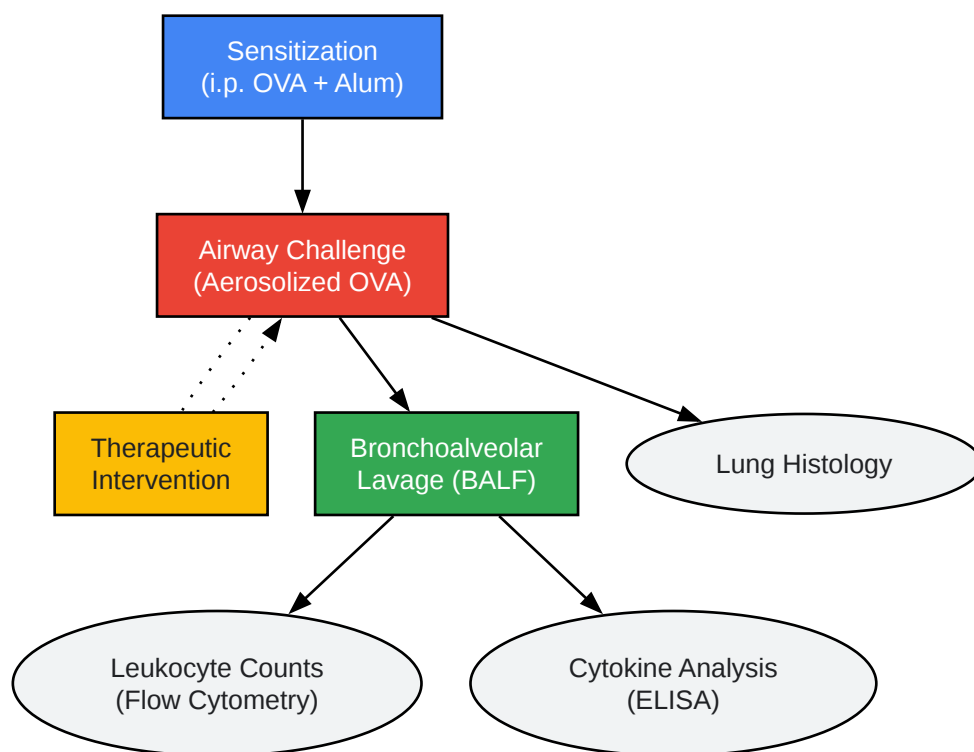 Sensitization
(i.p. OVA + Alum)
Airway Challenge
(Aerosolized OVA)
Therapeutic
Intervention
Bronchoalveolar
Lavage (BALF)
Lung Histology
Leukocyte Counts
(Flow Cytometry)
Cytokine Analysis
(ELISA)